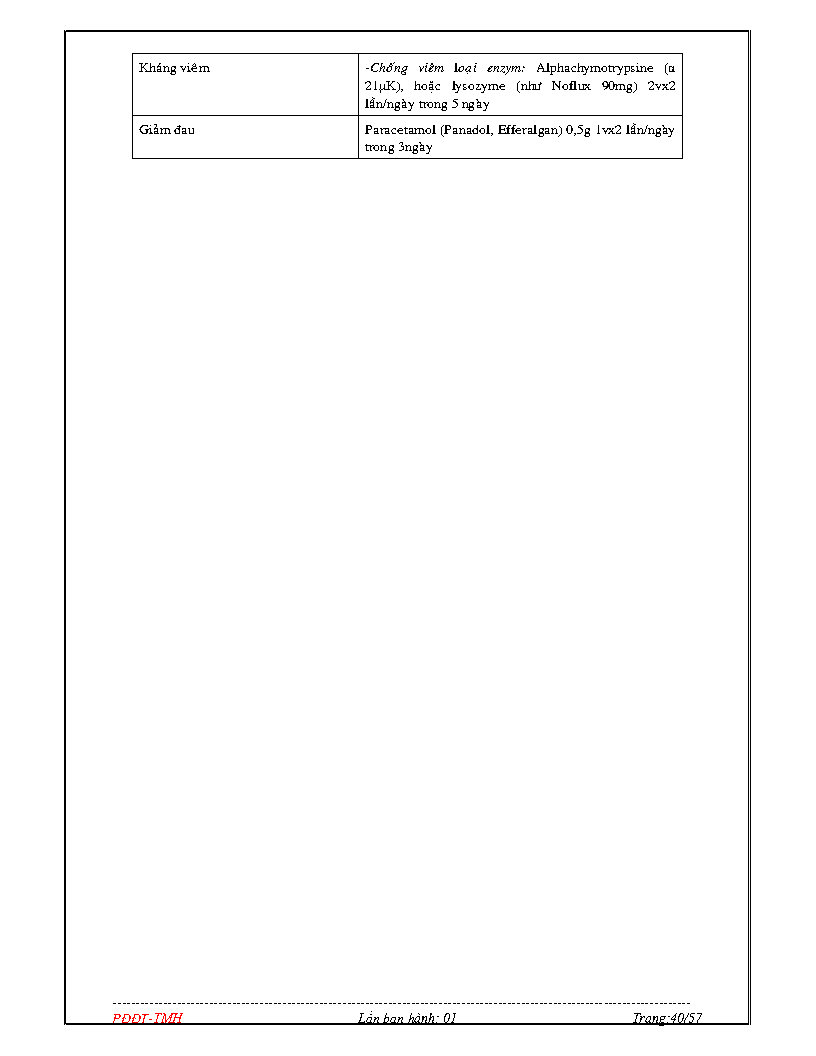 Kháng viêm
-Chống viêm loại enzym: Alphachymotrypsine (α
21µK), hoặc lysozyme (như Noflux 90mg) 2vx2
lần/ngày trong 5 ngày
Giảm đau
Paracetamol (Panadol, Efferalgan) 0,5g 1vx2 lần/ngày
trong 3ngày
PĐĐT-TMH Lần ban hành: 01 Trang:40/57